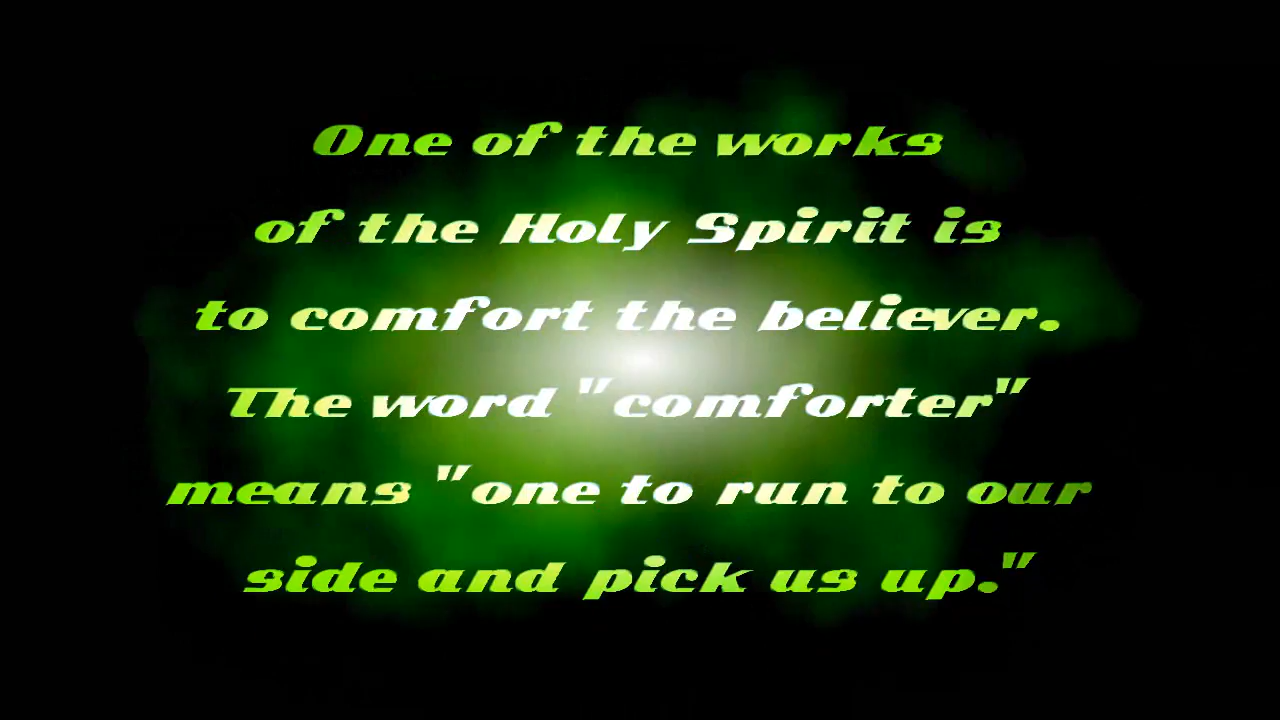 One of the works
of the Holy Spirit is
to comfort the believer.
The word "comforter"
means "one to run to our
side and pick us up."